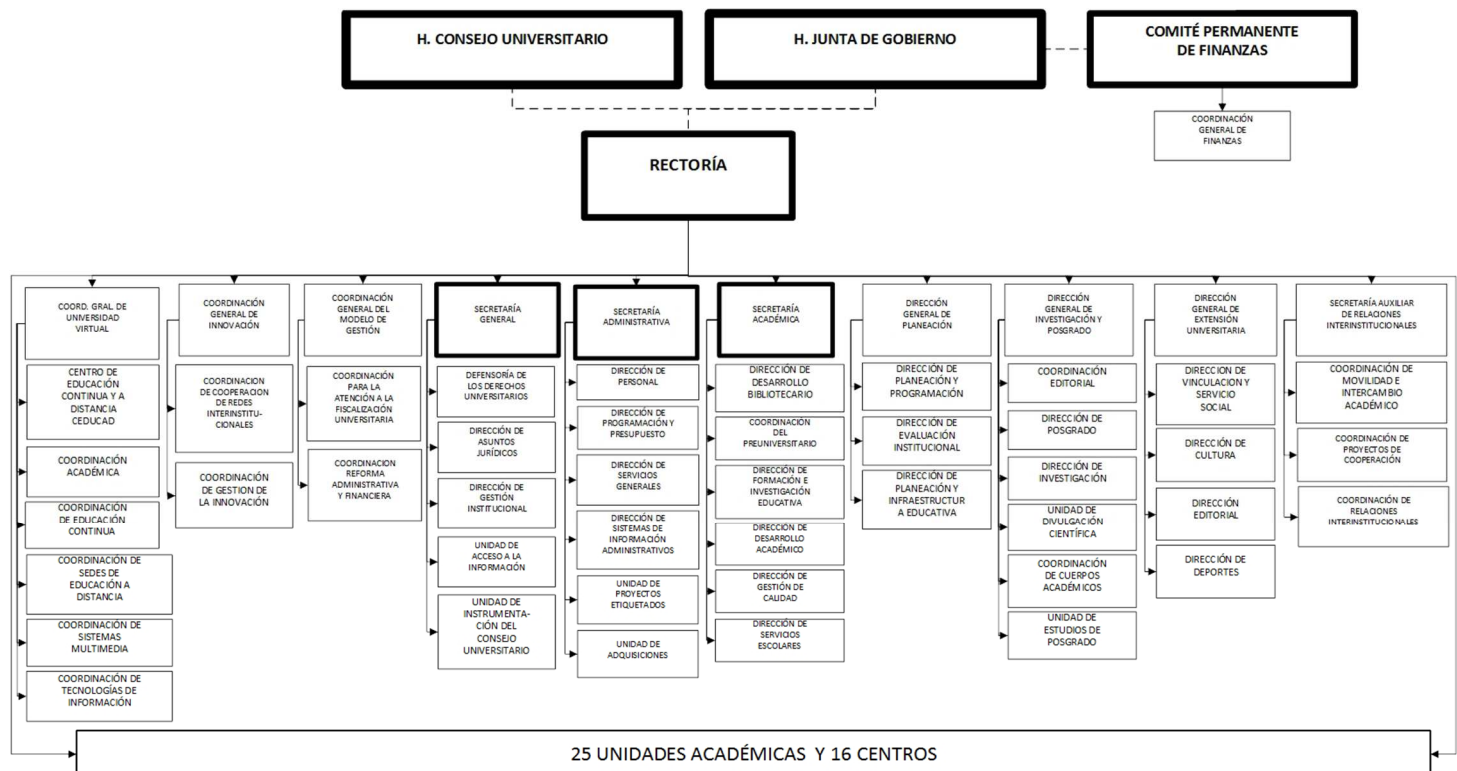 H. CONSEJO UNIVERSITARIO
H. JUNTA DE GOBIERNO
COMITÉ PERMANENTE
DE FINANZAS
COORDINACIÓN
GENERAL DE
FINANZAS
RECTORÍA
COORD. GRAL. DE
UNIVERSIDAD
VIRTUAL
CENTRO DE
EDUCACIÓN
CONTINUA Y A
DISTANCIA
CEDUCAD
COORDINACIÓN
ACADÉMICA
COORDINACIÓN
DE EDUCACIÓN
CONTINUA
COORDINACIÓN DE
SEDES DE
EDUCACIÓN A
DISTANCIA
COORDINACIÓN DE
SISTEMAS
MULTIMEDIA
COORDINACIÓN DE
TECNOLOGÍAS DE
INFORMACIÓN
COORDINACIÓN
GENERAL DE
INNOVACIÓN
COORDINACION
DE COOPERACION
DE REDES
INTERINSTITU-
CIONALES
COORDINACIÓN
DE GESTION DE
LA INNOVACIÓN
COORDINACIÓN
GENERAL DEL
MODELO DE
GESTIÓN
COORDINACIÓN
PARA LA
ATENCIÓN A LA
FISCALIZACIÓN
UNIVERSITARIA
COORDINACION
REFORMA
ADMINISTRATIVA
Y FINANCIERA
SECRETARÍA
GENERAL
DEFENSORÍA DE
LOS DERECHOS
UNIVERSITARIOS
DIRECCIÓN DE
ASUNTOS
JURÍDICOS
DIRECCIÓN DE
GESTIÓN
INSTITUCIONAL
UNIDAD DE
ACCESO A LA
INFORMACIÓN
UNIDAD DE
INSTRUMENTA-
CIÓN DEL
CONSEJO
UNIVERSITARIO
SECRETARÍA
ADMINISTRATIVA
DIRECCIÓN DE
PERSONAL
DIRECCIÓN DE
PROGRAMACIÓN Y
PRESUPUESTO
DIRECCIÓN DE
SERVICIOS
GENERALES
DIRECCIÓN DE
SISTEMAS DE
INFORMACIÓN
ADMINISTRATIVOS
UNIDAD DE
PROYECTOS
ETIQUETADOS
UNIDAD DE
ADQUISICIONES
SECRETARÍA
ACADÉMICA
DIRECCIÓN DE
DESARROLLO
BIBLIOTECARIO
COORDINACIÓN
DEL
PREUNIVERSITARIO
DIRECCIÓN DE
FORMACIÓN E
INVESTIGACIÓN
EDUCATIVA
DIRECCIÓN DE
DESARROLLO
ACADÉMICO
DIRECCIÓN DE
GESTIÓN DE
CALIDAD
DIRECCIÓN DE
SERVICIOS
ESCOLARES
DIRECCIÓN
GENERAL DE
PLANEACIÓN
DIRECCIÓN DE
PLANEACIÓN Y
PROGRAMACIÓN
DIRECCIÓN DE
EVALUACIÓN
INSTITUCIONAL
DIRECCIÓN DE
PLANEACIÓN Y
INFRAESTRUCTUR
A EDUCATIVA
DIRECCIÓN
GENERAL DE
INVESTIGACIÓN Y
POSGRADO
COORDINACIÓN
EDITORIAL
DIRECCIÓN DE
POSGRADO
DIRECCIÓN DE
INVESTIGACIÓN
UNIDAD DE
DIVULGACIÓN
CIENTÍFICA
COORDINACIÓN
DE CUERPOS
ACADÉMICOS
UNIDAD DE
ESTUDIOS DE
POSGRADO
DIRECCIÓN
GENERAL DE
EXTENSIÓN
UNIVERSITARIA
DIRECCION DE
VINCULACION Y
SERVICIO
SOCIAL
DIRECCIÓN DE
CULTURA
DIRECCIÓN
EDITORIAL
DIRECCIÓN DE
DEPORTES
SECRETARÍA AUXILIAR
DE RELACIONES
INTERINSTITUCIONALES
COORDINACIÓN DE
MOVILIDAD E
INTERCAMBIO
ACADÉMICO
COORDINACIÓN DE
PROYECTOS DE
COOPERACIÓN
COORDINACIÓN DE
RELACIONES
INTERINSTITUCIONALES
25 UNIDADES ACADÉMICAS Y 16 CENTROS